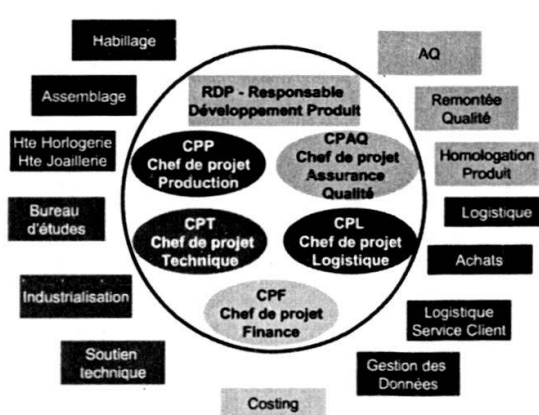 Habillage
AQ
RDP - Responsable
Développement Produit
Assemblage
Remontée
Qualité
CPP
Chef de projet
Production
CPAQ
Chef de projet
Assurance
Qualité
Hte Horlogerie
Hte Joaillerie
Homologation
Produit
Bureau
d'études
CPT
Chef de projet
Technique
CPL
Chef de projet
Logistique
Logistique
Achats
Industrialisation
CPF
Chef de projet
Finance
Logistique
Service Client
Soutien
technique
Gestion des
Données
Costing